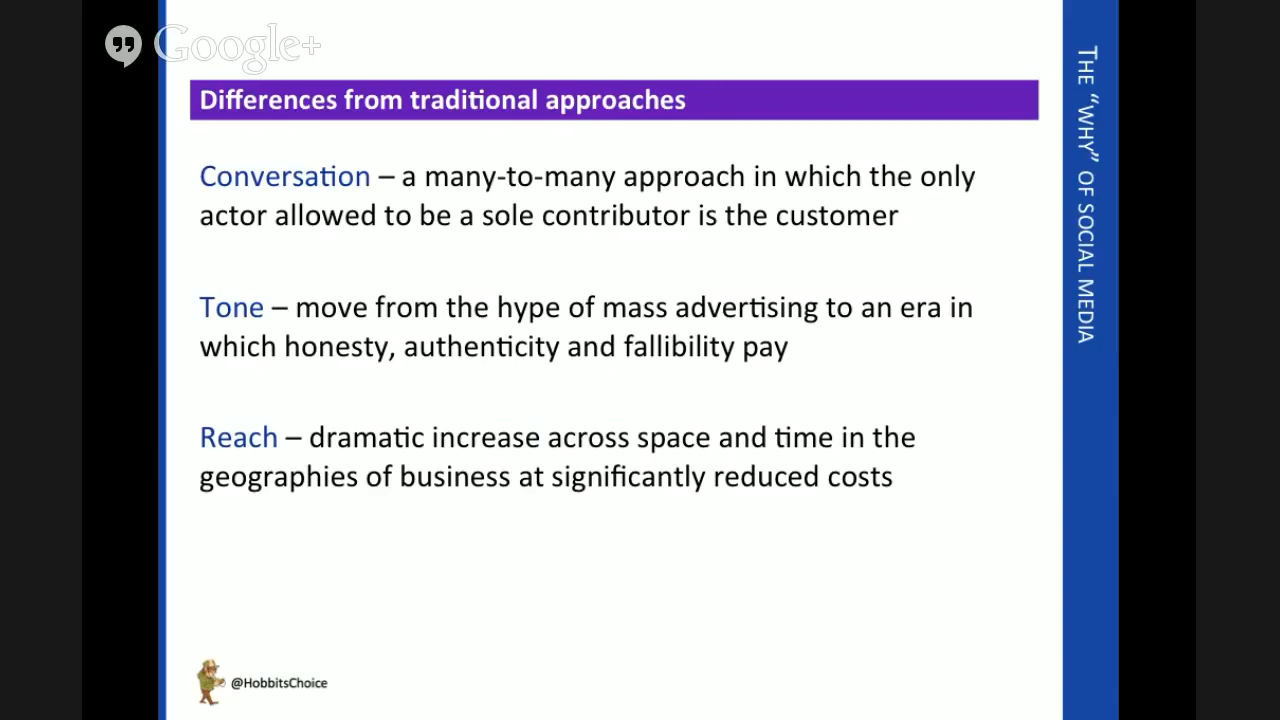 Google+
Differences from traditional approaches
Conversation – a many-to-many approach in which the only
actor allowed to be a sole contributor is the customer
Tone – move from the hype of mass advertising to an era in
which honesty, authenticity and fallibility pay
Reach – dramatic increase across space and time in the
geographies of business at significantly reduced costs
@HobbitsChoice
THE “WHY” OF SOCIAL MEDIA